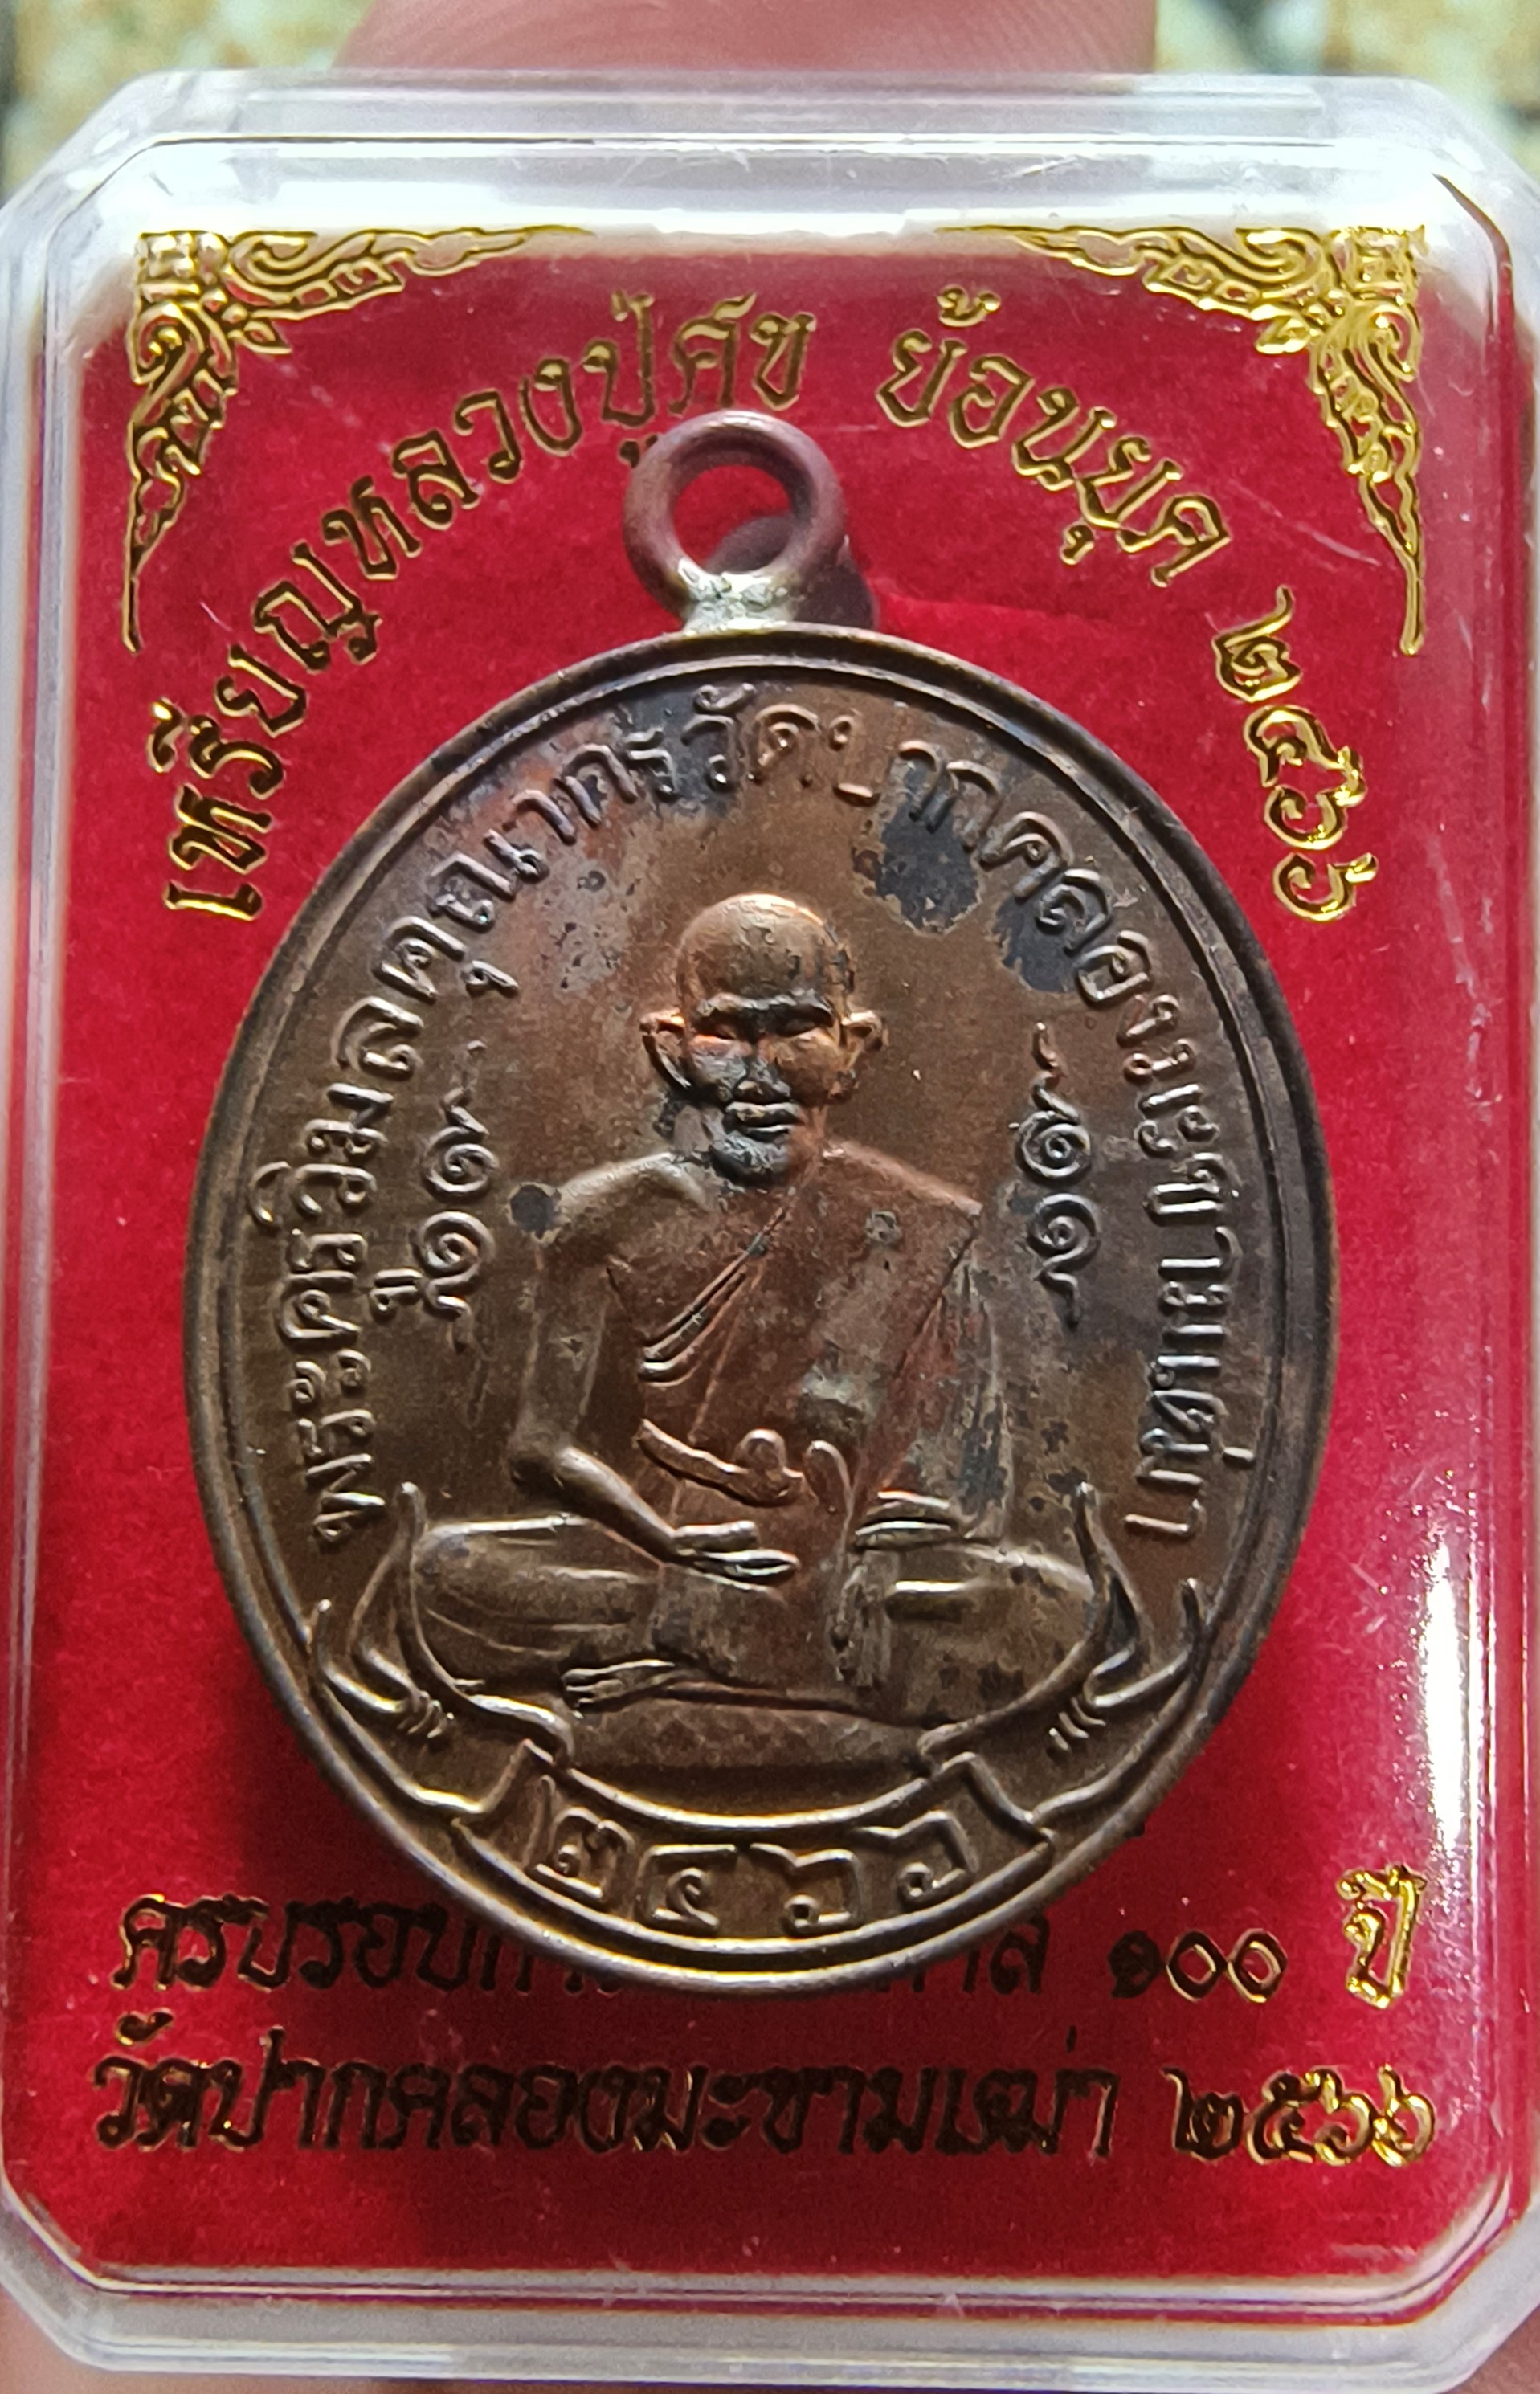 เหรียญหลวงปู่ศุข ย้อนยุค ๒๕๖๖
พระครูวิมลคุณากร วัดปากคลองมะขามเฒ่า
๒๔๖๖
ครบรอบ ๑๐๐ ปี
วัดปากคลองมะขามเฒ่า ๒๕๖๖